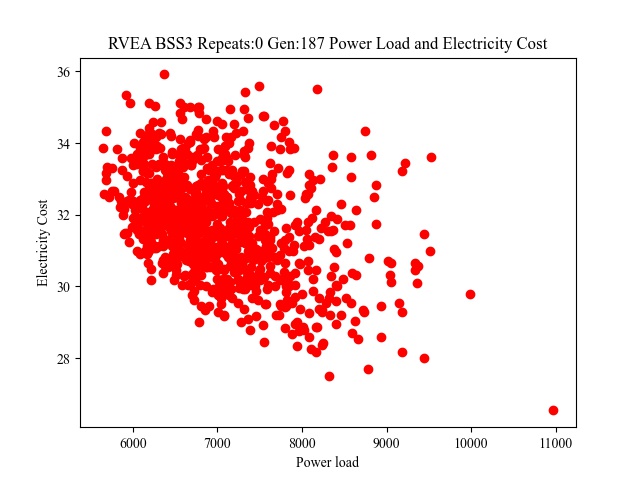 RVEA BSS3 Repeats:0 Gen:187 Power Load and Electricity Cost
36
34
32
30
28
Electricity Cost
6000 7000 8000 9000 10000 11000
Power load